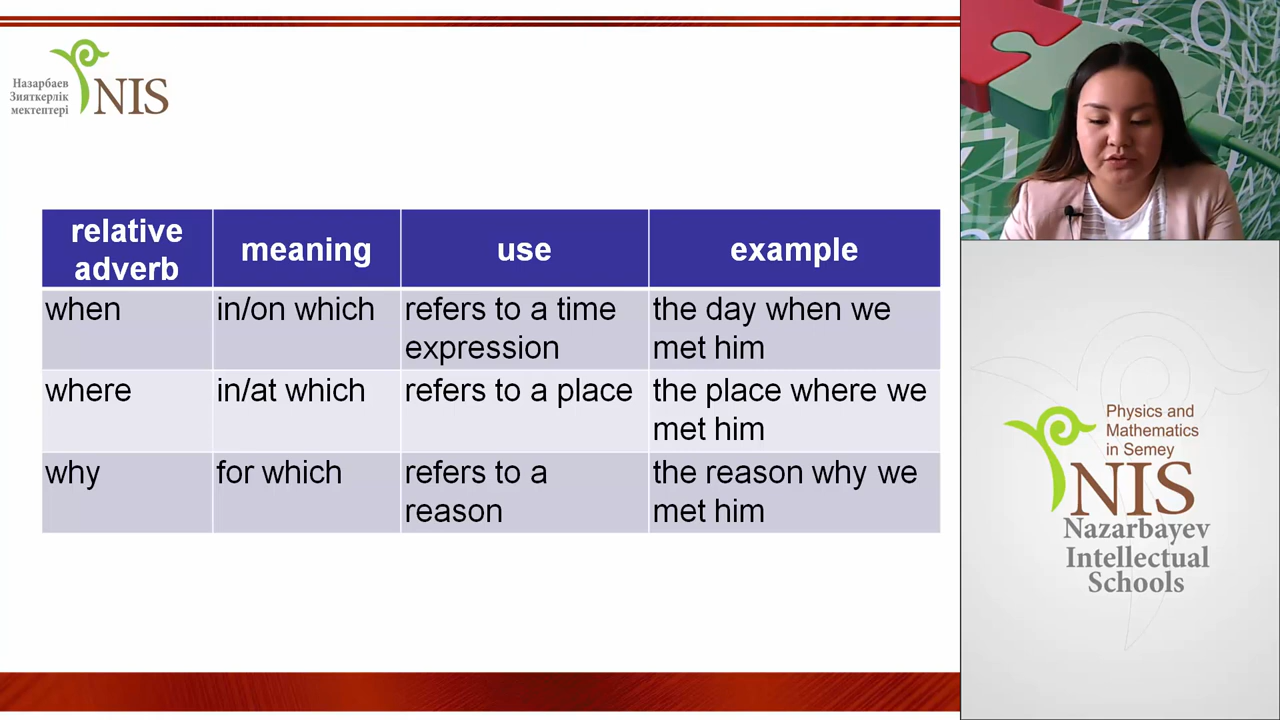 Назарбаев
Зияткерлік
мектептері
NIS
relative
adverb
meaning
use
example
when
in/on which
refers to a time
expression
the day when we
met him
where
in/at which
refers to a place
the place where we
met him
why
for which
refers to a
reason
the reason why we
met him
Physics and
Mathematics
in Semey
NIS
Nazarbayev
Intellectual
Schools